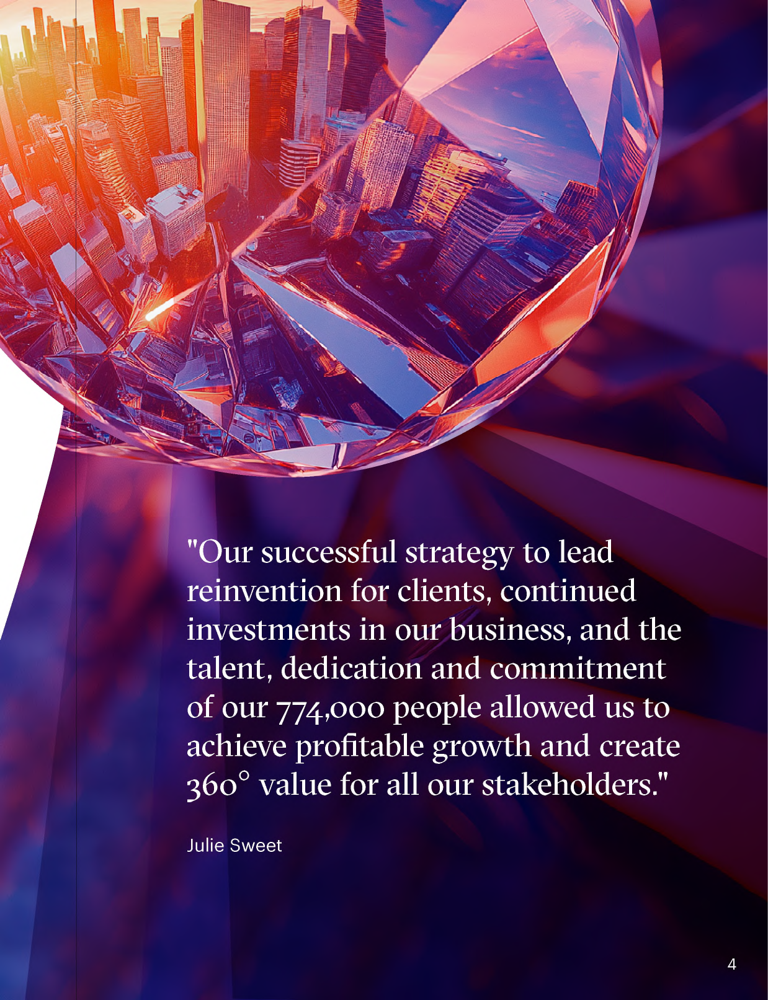 "Our successful strategy to lead
reinvention for clients, continued
investments in our business, and the
talent, dedication and commitment
of our 774,000 people allowed us to
achieve profitable growth and create
360° value for all our stakeholders."
Julie Sweet
4